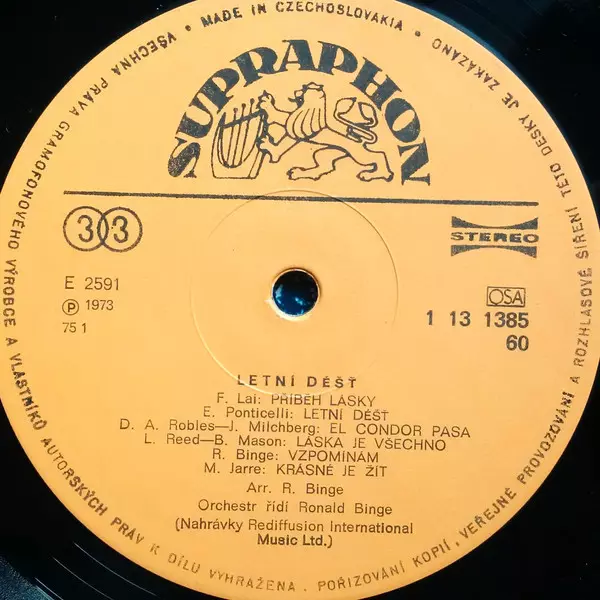 VŠECHNA PRÁVA GRAMOFONOVÉHO VÝROBCE A VLASTNÍKŮ AUTORSKÝCH PRÁV K DÍLU VYHRAŽENA. POŘIZOVÁNÍ KOPIÍ, VEŘEJNÉ PROVOZOVÁNÍ A ROZHLASOVÉ ŠÍŘENÍ TÉTO DESKY JE ZAKÁZÁNO • MADE IN CZECHOSLOVAKIA •
SUPRAPHON
33
STEREO
E 2591
Ⓟ 1973
75 1
OSA
1 13 1385
60
LETNÍ DÉŠŤ
F. Lai: PŘÍBĚH LÁSKY
E. Ponticelli: LETNÍ DÉŠŤ
D. A. Robles—J. Milchberg: EL CONDOR PASA
L. Reed—B. Mason: LÁSKA JE VŠECHNO
R. Binge: VZPOMÍNÁM
M. Jarre: KRÁSNÉ JE ŽÍT
Arr. R. Binge
Orchestr řídí Ronald Binge
(Nahrávky Rediffusion International
Music Ltd.)